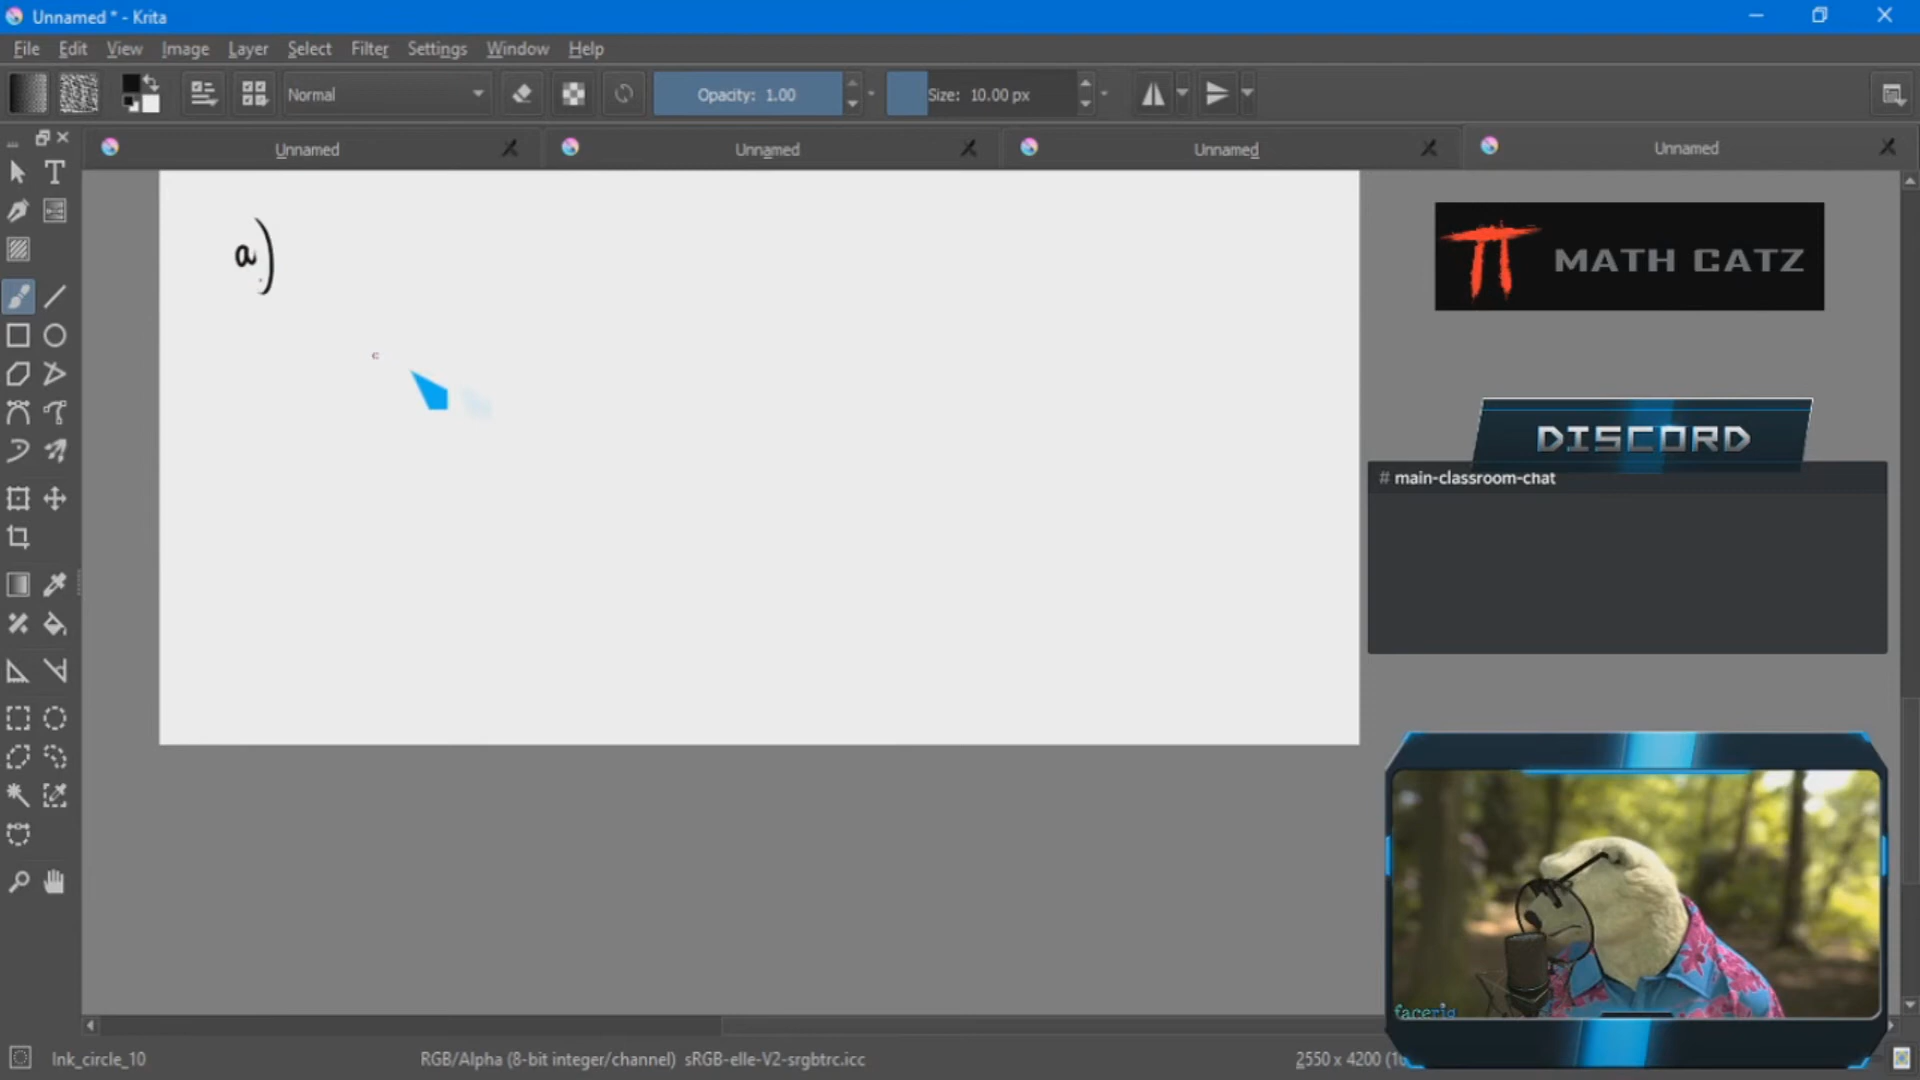 Unnamed * - Krita
File Edit View Image Layer Select Filter Settings Window Help
Normal
Opacity: 1.00
Size: 10.00 px
Unnamed
Unnamed
Unnamed
Unnamed
T
a)
π MATH CATZ
DISCORD
# main-classroom-chat
facerig
Ink_circle_10
RGB/Alpha (8-bit integer/channel) sRGB-elle-V2-srgbtrc.icc
2550 x 4200